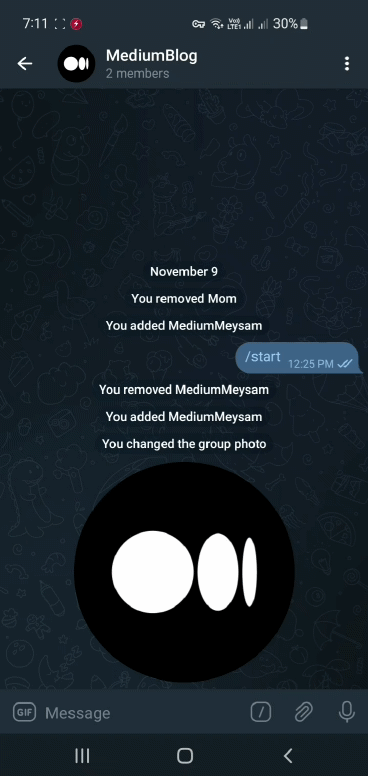 7:11 Vo) LTE1 30%
MediumBlog
2 members
November 9
You removed Mom
You added MediumMeysam
/start 12:25 PM
You removed MediumMeysam
You added MediumMeysam
You changed the group photo
GIF Message /